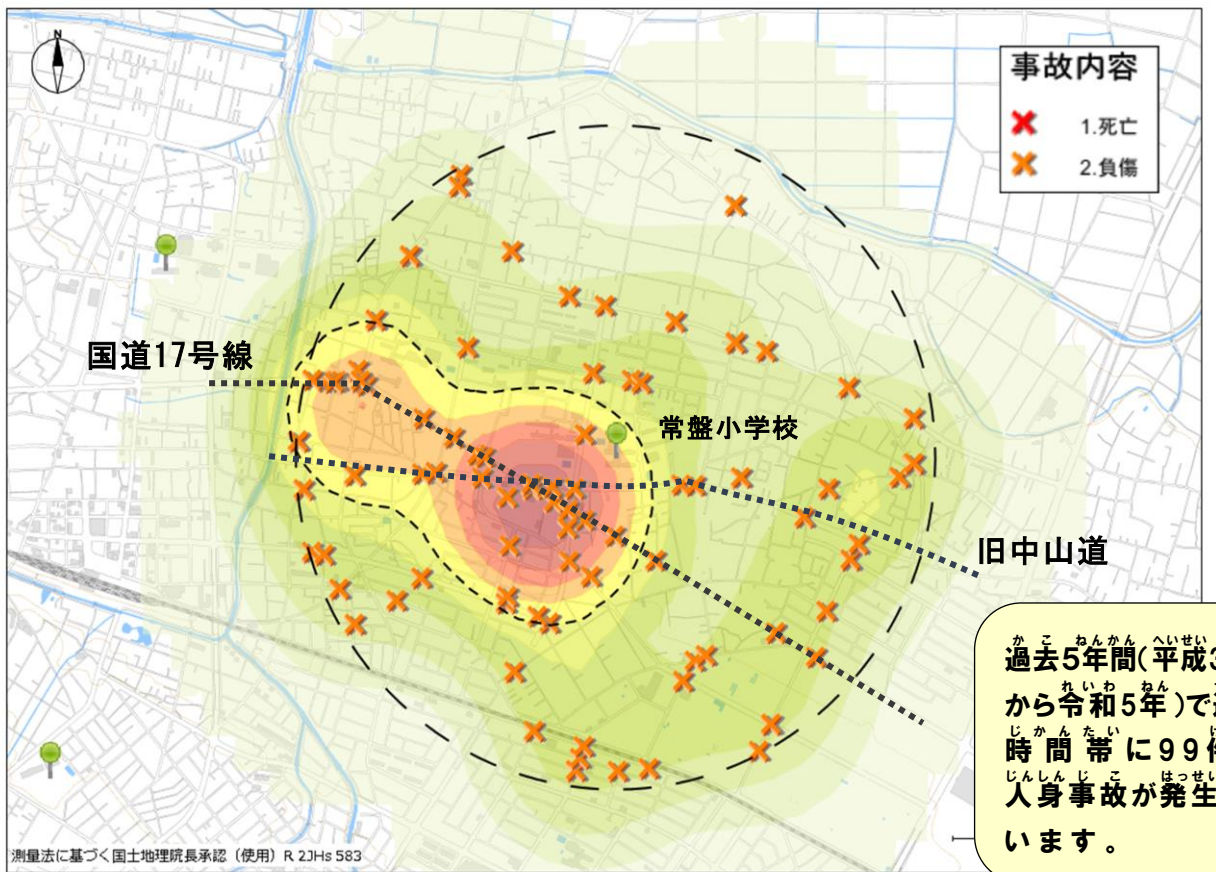 N
事故内容
1.死亡
2.負傷
国道17号線
常盤小学校
旧中山道
過去5年間(平成3
から令和5年)で
時間帯に99
人身事故が発生
います。
測量法に基づく国土地理院長承認（使用）R 2JHs 583